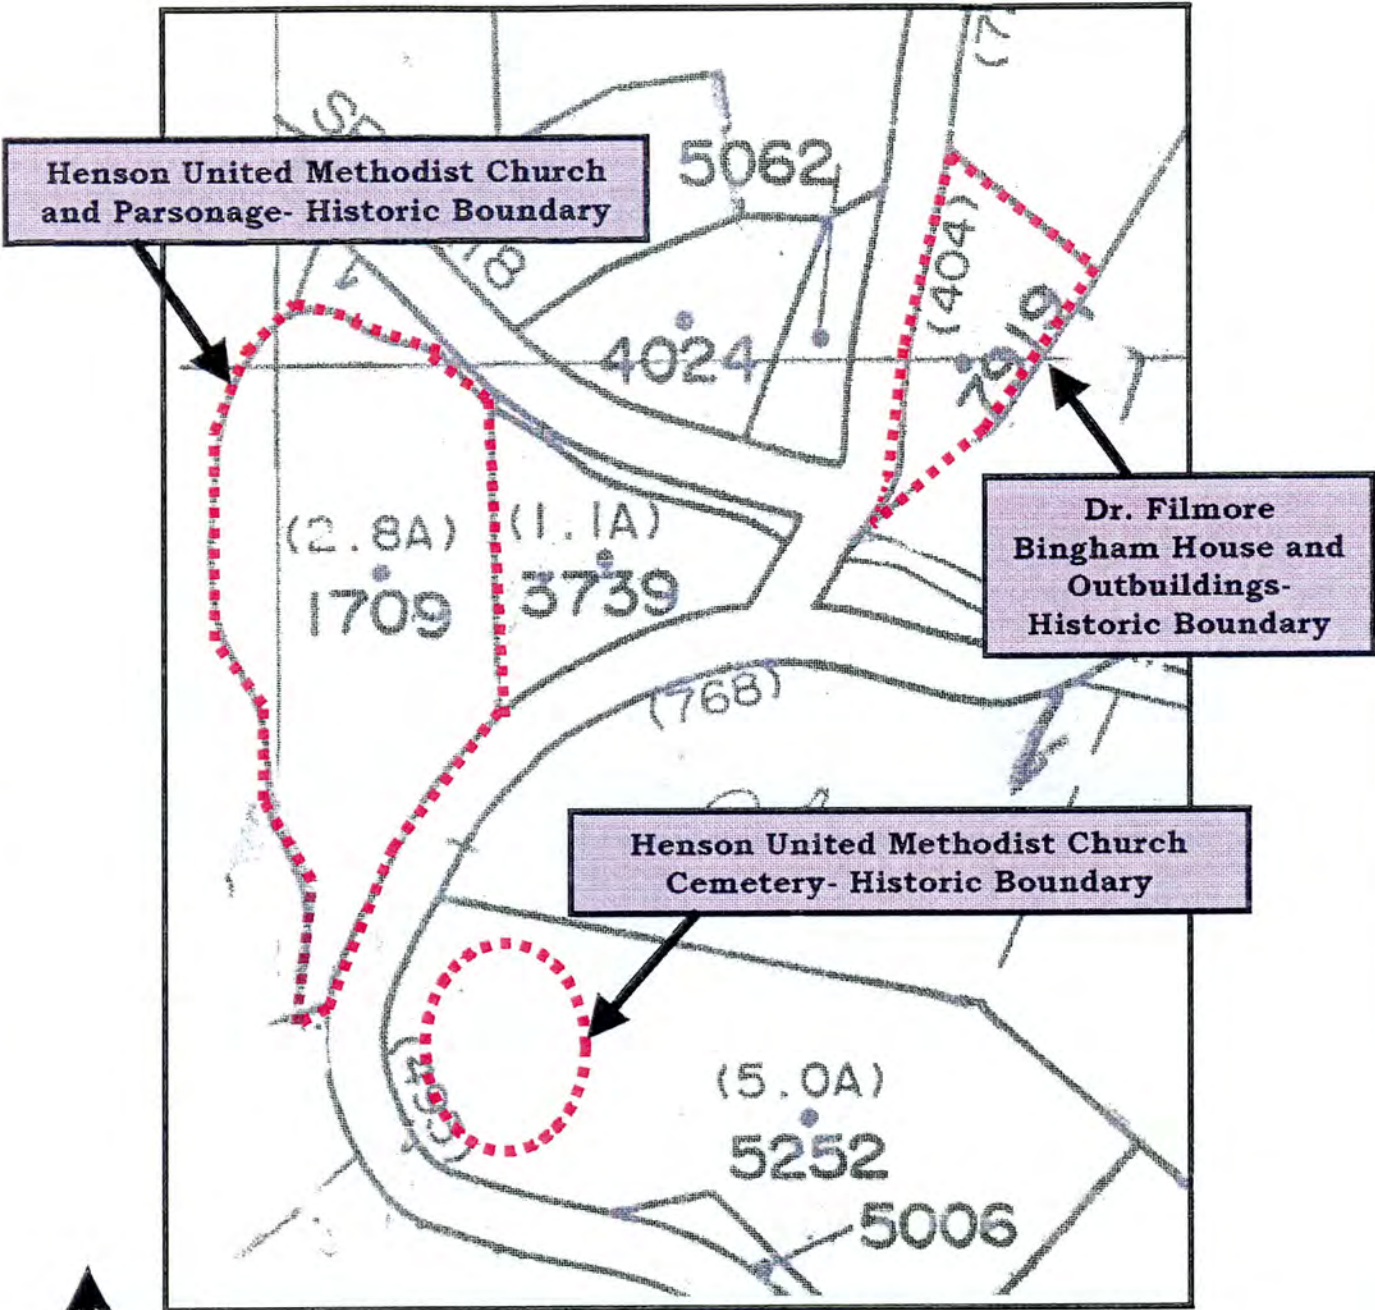 5062
Henson United Methodist Church
and Parsonage- Historic Boundary
(404)
7919
4024
(2.8A)
1709
(1.1A)
3739
Dr. Filmore
Bingham House and
Outbuildings-
Historic Boundary
(768)
Henson United Methodist Church
Cemetery- Historic Boundary
(5.0A)
5252
5006